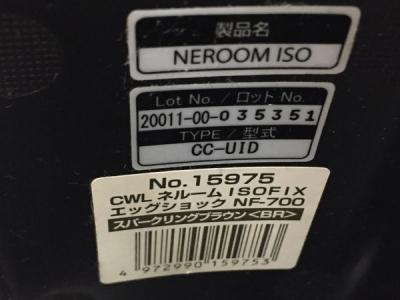 製品名
NEROOM ISO
Lot No. / ロット No.
20011-00-035351
TYPE / 型式
CC-UID
No.15975
CWL ネルーム ISOFIX
エッグショック NF-700
スパークリングブラウン<BR>
4 972990 159753